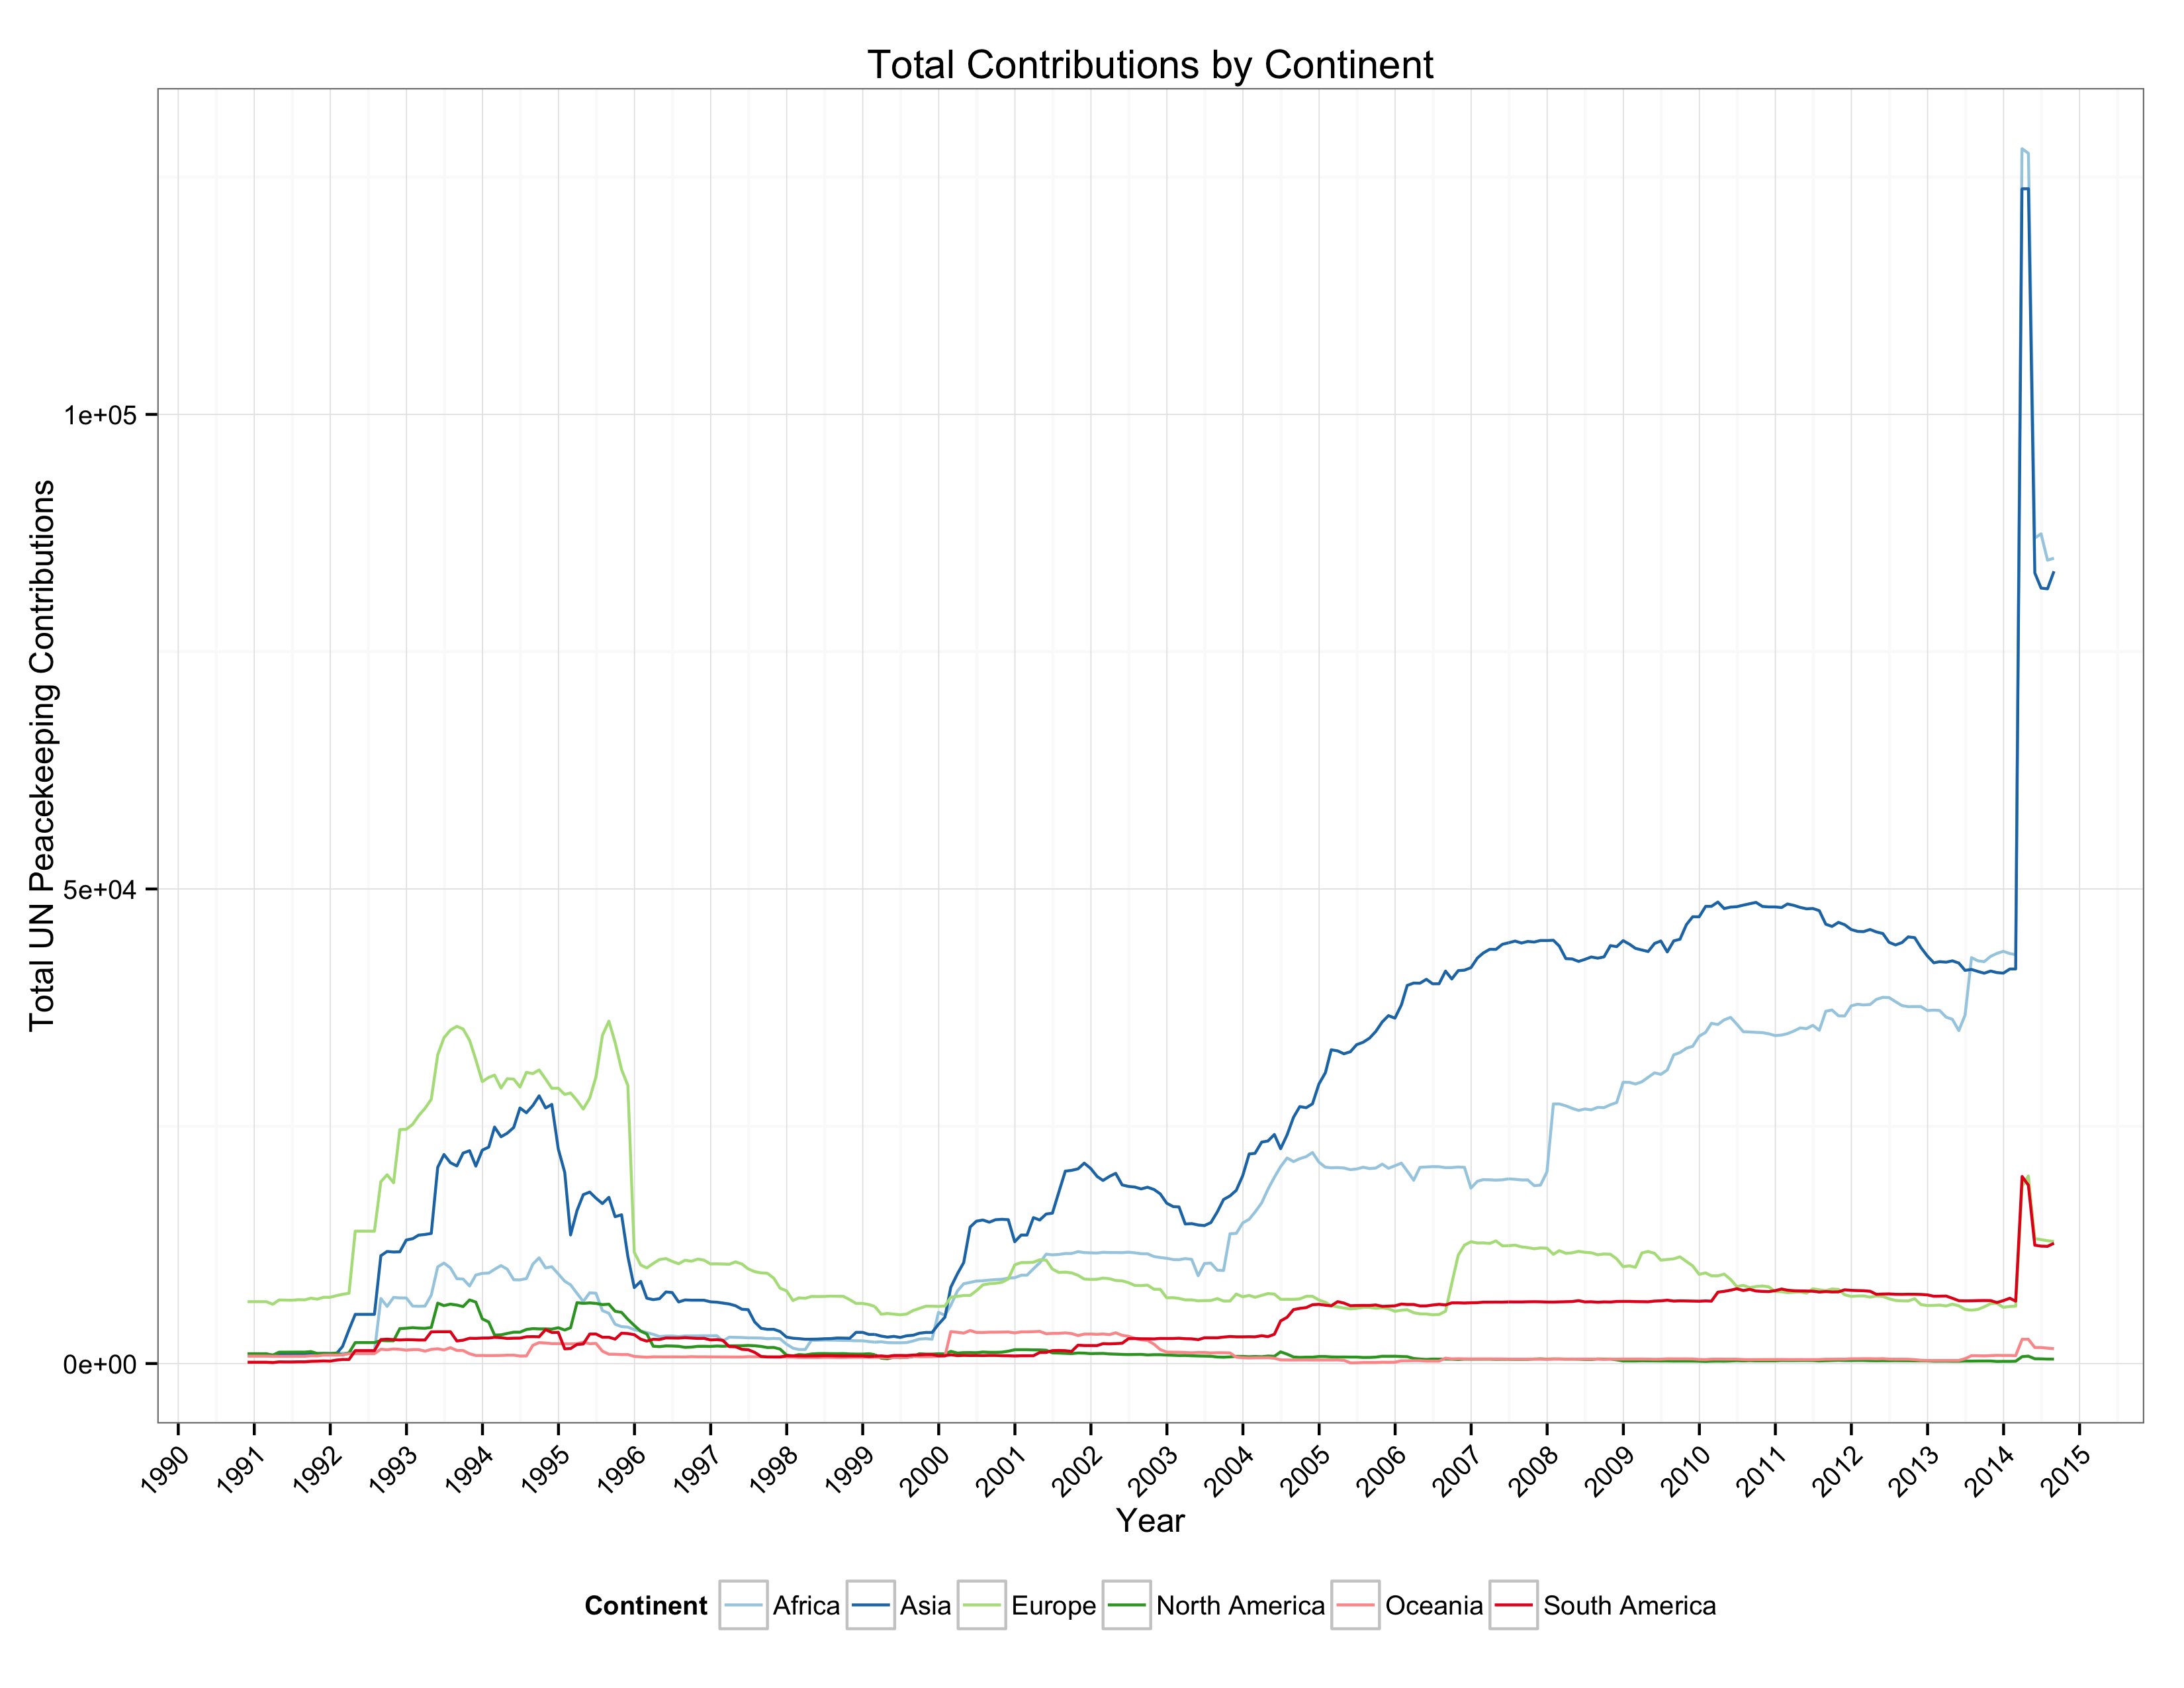 Total Contributions by Continent
Total UN Peacekeeping Contributions
1e+05
5e+04
0e+00
1990 1991 1992 1993 1994 1995 1996 1997 1998 1999 2000 2001 2002 2003 2004 2005 2006 2007 2008 2009 2010 2011 2012 2013 2014 2015
Year
Continent Africa Asia Europe North America Oceania South America